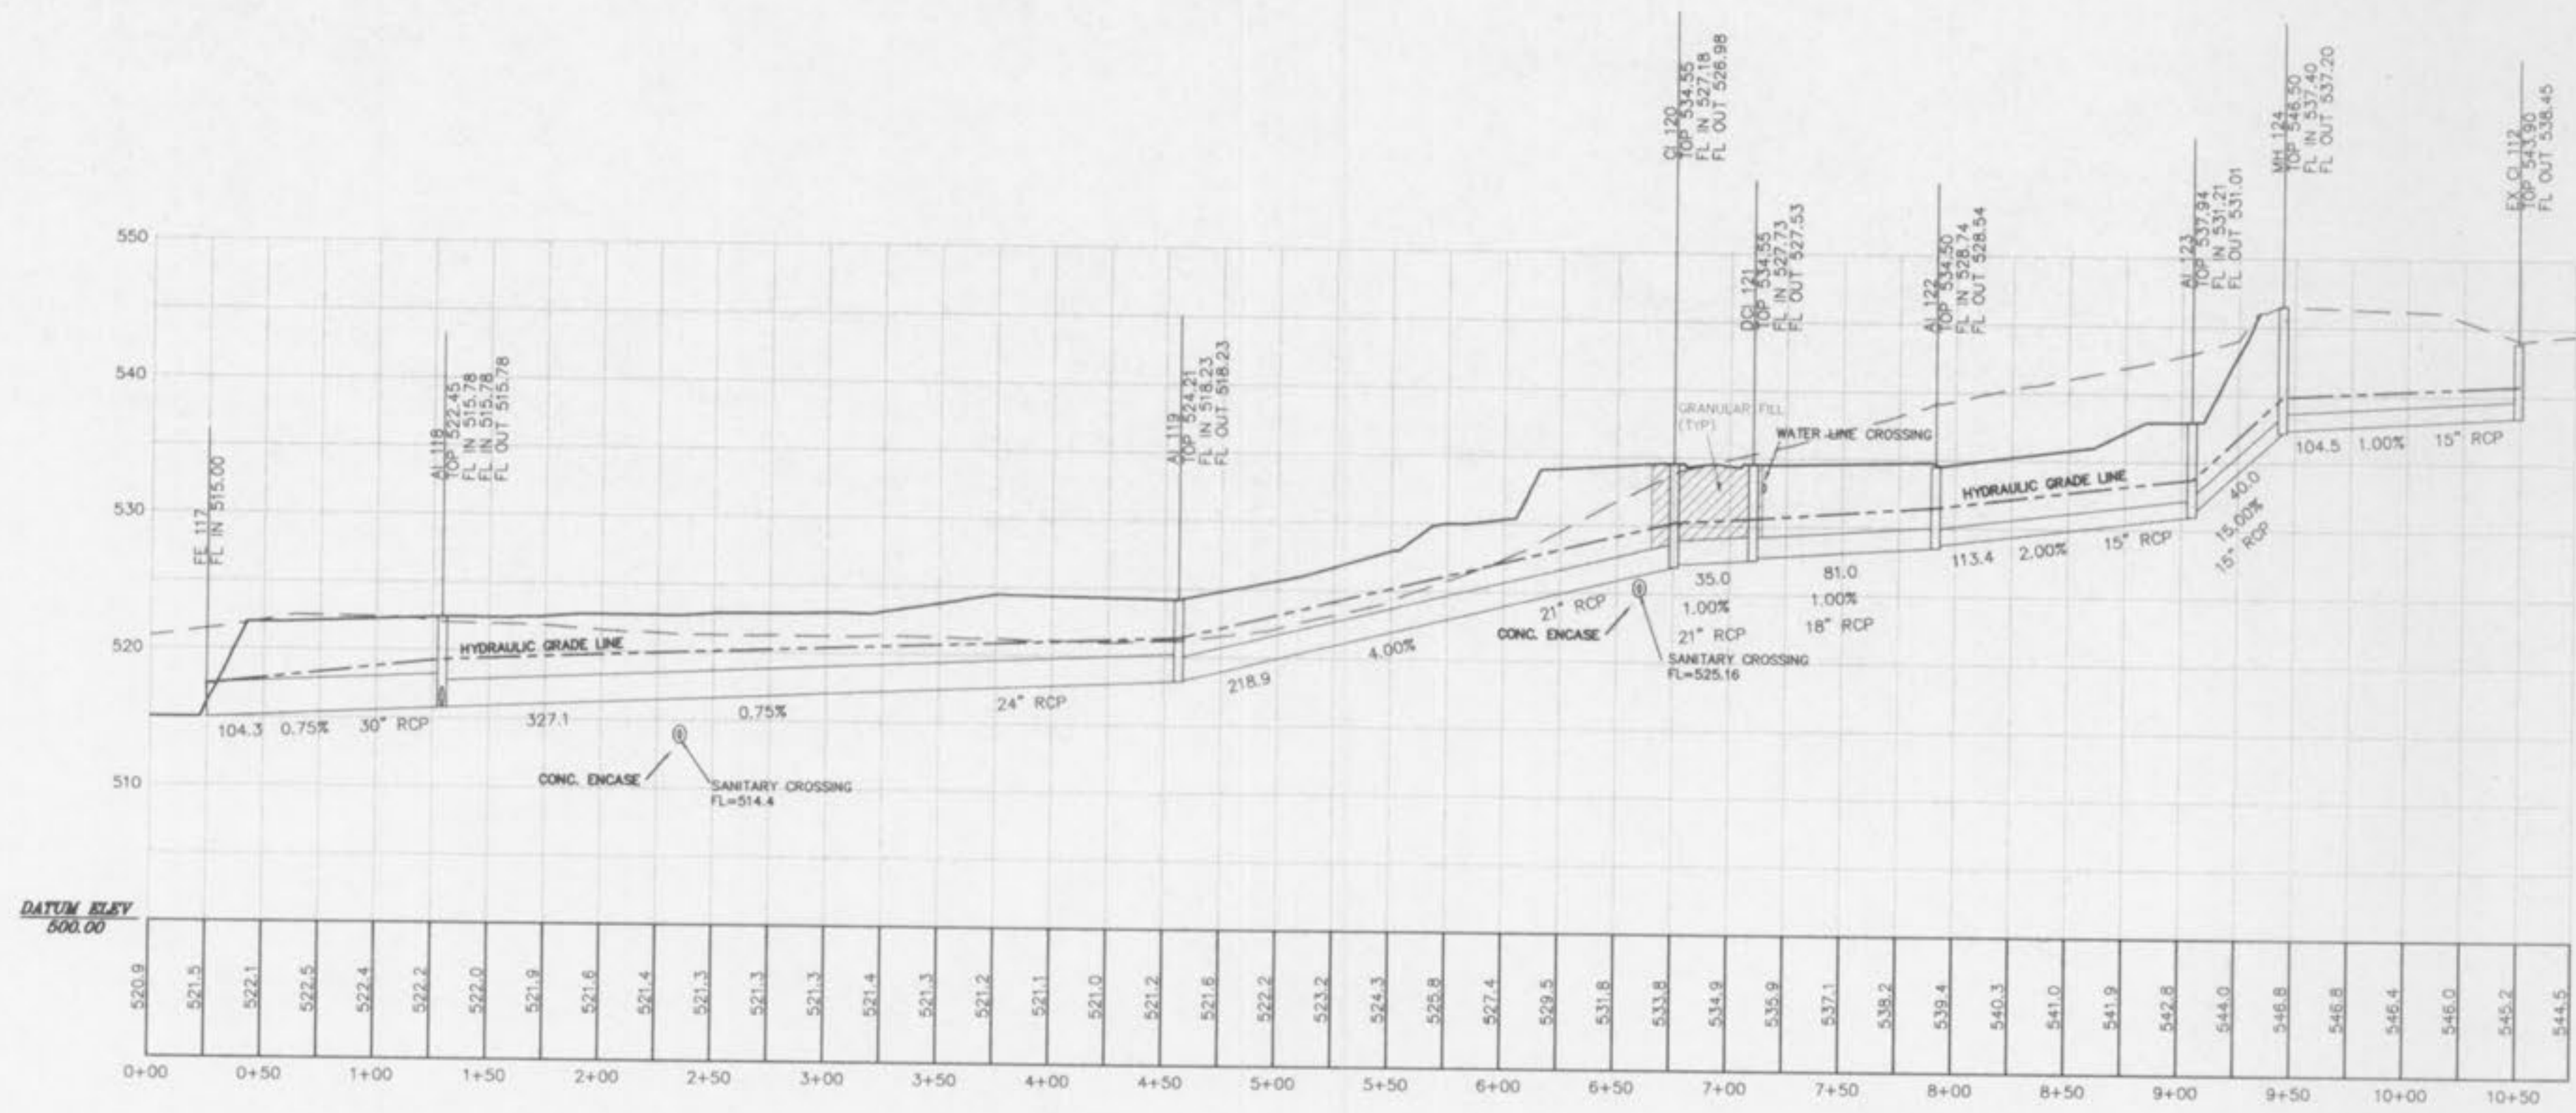 CI 120
TOP 534.55
FL IN 527.18
FL OUT 526.98
MH 124
TOP 546.50
FL IN 537.40
FL OUT 537.20
EX CI 112
TOP 543.90
FL OUT 538.45
AI 123
TOP 537.94
FL IN 531.21
FL OUT 531.01
DCI 121
TOP 534.55
FL IN 527.73
FL OUT 527.53
AI 122
TOP 534.50
FL IN 528.74
FL OUT 528.54
AI 118
TOP 522.45
FL IN 515.78
FL IN 515.78
FL OUT 515.78
AI 119
TOP 524.21
FL IN 518.23
FL OUT 518.23
FE 117
FL IN 515.00
550
540
530
520
510
GRANULAR FILL
(TYP)
WATER LINE CROSSING
HYDRAULIC GRADE LINE
HYDRAULIC GRADE LINE
104.5 1.00% 15" RCP
40.0
15.00%
15" RCP
113.4 2.00% 15" RCP
35.0
1.00%
21" RCP
81.0
1.00%
18" RCP
218.9 4.00% 21" RCP
CONC. ENCASE
SANITARY CROSSING
FL=525.16
104.3 0.75% 30" RCP
327.1 0.75% 24" RCP
CONC. ENCASE
SANITARY CROSSING
FL=514.4
DATUM ELEV
500.00
520.9 521.5 522.1 522.5 522.4 522.2 522.0 521.9 521.6 521.4 521.3 521.3 521.3 521.4 521.3 521.2 521.1 521.0 521.2 521.6 522.2 523.2 524.3 525.8 527.4 529.5 531.8 533.8 534.9 535.9 537.1 538.2 539.4 540.3 541.0 541.9 542.8 544.0 546.8 546.8 546.4 546.0 545.2 544.5
0+00 0+50 1+00 1+50 2+00 2+50 3+00 3+50 4+00 4+50 5+00 5+50 6+00 6+50 7+00 7+50 8+00 8+50 9+00 9+50 10+00 10+50